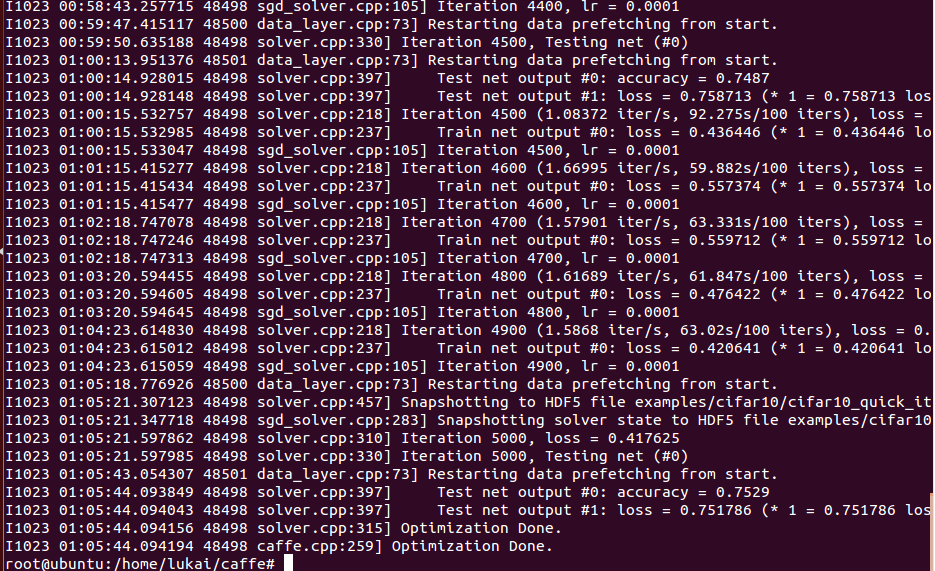 I1023 00:58:43.257715 48498 sgd_solver.cpp:105] Iteration 4400, lr = 0.0001
I1023 00:59:47.415117 48500 data_layer.cpp:73] Restarting data prefetching from start.
I1023 00:59:50.635188 48498 solver.cpp:330] Iteration 4500, Testing net (#0)
I1023 01:00:13.951376 48501 data_layer.cpp:73] Restarting data prefetching from start.
I1023 01:00:14.928015 48498 solver.cpp:397]     Test net output #0: accuracy = 0.7487
I1023 01:00:14.928148 48498 solver.cpp:397]     Test net output #1: loss = 0.758713 (* 1 = 0.758713 los
I1023 01:00:15.532757 48498 solver.cpp:218] Iteration 4500 (1.08372 iter/s, 92.275s/100 iters), loss =
I1023 01:00:15.532985 48498 solver.cpp:237]     Train net output #0: loss = 0.436446 (* 1 = 0.436446 lo
I1023 01:00:15.533047 48498 sgd_solver.cpp:105] Iteration 4500, lr = 0.0001
I1023 01:01:15.415277 48498 solver.cpp:218] Iteration 4600 (1.66995 iter/s, 59.882s/100 iters), loss =
I1023 01:01:15.415434 48498 solver.cpp:237]     Train net output #0: loss = 0.557374 (* 1 = 0.557374 lo
I1023 01:01:15.415477 48498 sgd_solver.cpp:105] Iteration 4600, lr = 0.0001
I1023 01:02:18.747078 48498 solver.cpp:218] Iteration 4700 (1.57901 iter/s, 63.331s/100 iters), loss =
I1023 01:02:18.747246 48498 solver.cpp:237]     Train net output #0: loss = 0.559712 (* 1 = 0.559712 lo
I1023 01:02:18.747313 48498 sgd_solver.cpp:105] Iteration 4700, lr = 0.0001
I1023 01:03:20.594455 48498 solver.cpp:218] Iteration 4800 (1.61689 iter/s, 61.847s/100 iters), loss =
I1023 01:03:20.594605 48498 solver.cpp:237]     Train net output #0: loss = 0.476422 (* 1 = 0.476422 lo
I1023 01:03:20.594645 48498 sgd_solver.cpp:105] Iteration 4800, lr = 0.0001
I1023 01:04:23.614830 48498 solver.cpp:218] Iteration 4900 (1.5868 iter/s, 63.02s/100 iters), loss = 0.
I1023 01:04:23.615012 48498 solver.cpp:237]     Train net output #0: loss = 0.420641 (* 1 = 0.420641 lo
I1023 01:04:23.615059 48498 sgd_solver.cpp:105] Iteration 4900, lr = 0.0001
I1023 01:05:18.776926 48500 data_layer.cpp:73] Restarting data prefetching from start.
I1023 01:05:21.307123 48498 solver.cpp:457] Snapshotting to HDF5 file examples/cifar10/cifar10_quick_it
I1023 01:05:21.347718 48498 sgd_solver.cpp:283] Snapshotting solver state to HDF5 file examples/cifar10
I1023 01:05:21.597862 48498 solver.cpp:310] Iteration 5000, loss = 0.417625
I1023 01:05:21.597985 48498 solver.cpp:330] Iteration 5000, Testing net (#0)
I1023 01:05:43.054307 48501 data_layer.cpp:73] Restarting data prefetching from start.
I1023 01:05:44.093849 48498 solver.cpp:397]     Test net output #0: accuracy = 0.7529
I1023 01:05:44.094043 48498 solver.cpp:397]     Test net output #1: loss = 0.751786 (* 1 = 0.751786 los
I1023 01:05:44.094156 48498 solver.cpp:315] Optimization Done.
I1023 01:05:44.094194 48498 caffe.cpp:259] Optimization Done.
root@ubuntu:/home/lukai/caffe#